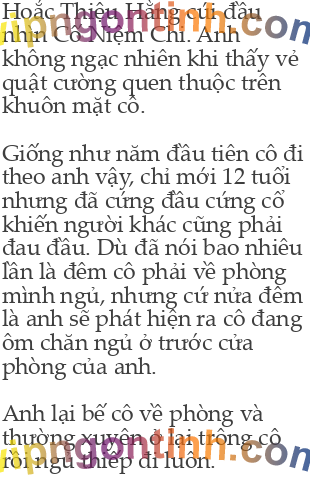 Hoắc Thiệu Hằng cúi đầu
nhìn Cố Niệm Chi. Anh
không ngạc nhiên khi thấy vẻ
quật cường quen thuộc trên
khuôn mặt cô.
Giống như năm đầu tiên cô đi
theo anh vậy, chỉ mới 12 tuổi
nhưng đã cứng đầu cứng cổ
khiến người khác cũng phải
đau đầu. Dù đã nói bao nhiêu
lần là đêm cô phải về phòng
mình ngủ, nhưng cứ nửa đêm
là anh sẽ phát hiện ra cô đang
ôm chăn ngủ ở trước cửa
phòng của anh.
Anh lại bế cô về phòng và
thường xuyên ở lại trông cô
rồi ngủ thiếp đi luôn.
vipngontinh.com
vipngontinh.com